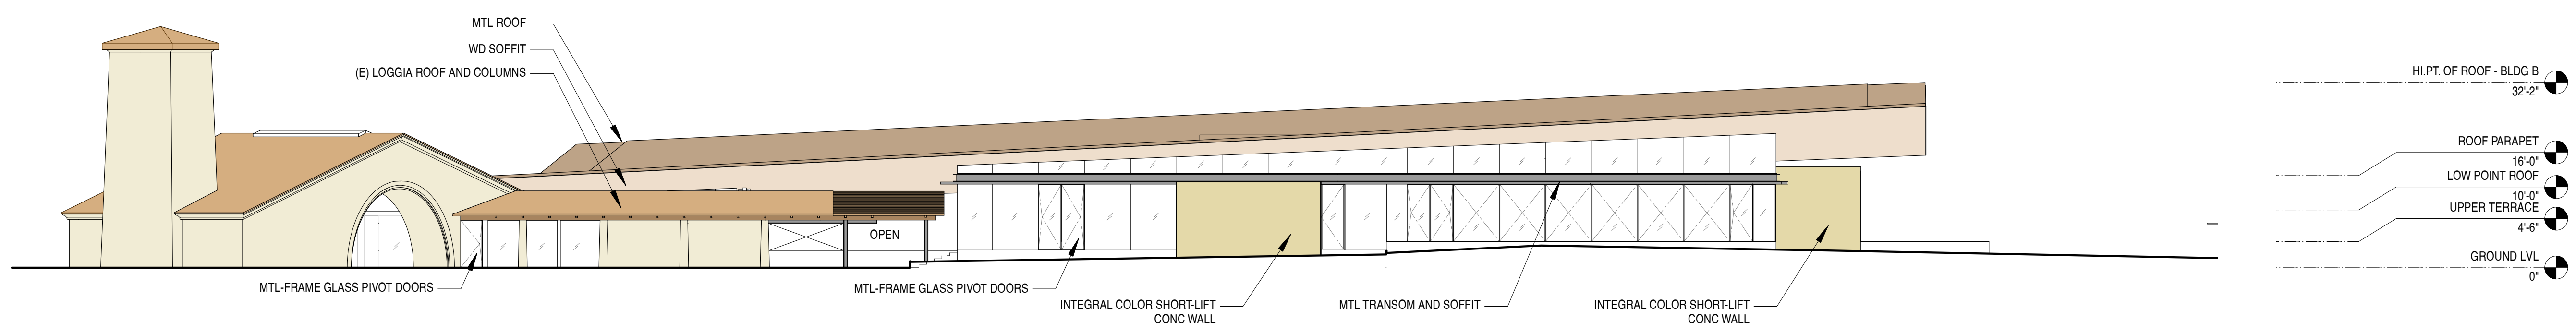 MTL ROOF
WD SOFFIT
(E) LOGGIA ROOF AND COLUMNS
OPEN
MTL-FRAME GLASS PIVOT DOORS
MTL-FRAME GLASS PIVOT DOORS
INTEGRAL COLOR SHORT-LIFT
CONC WALL
MTL TRANSOM AND SOFFIT
INTEGRAL COLOR SHORT-LIFT
CONC WALL
HI.PT. OF ROOF - BLDG B
32'-2"
ROOF PARAPET
16'-0"
LOW POINT ROOF
10'-0"
UPPER TERRACE
4'-6"
GROUND LVL
0"